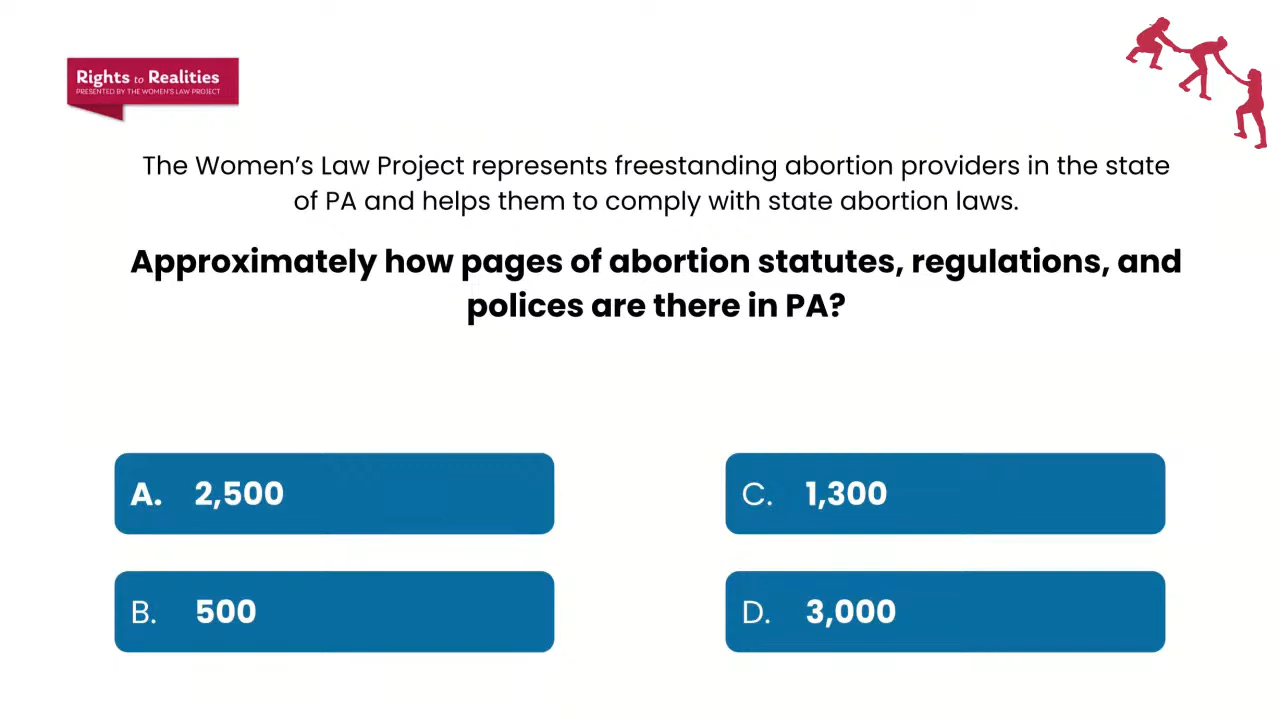 Rights to Realities
PRESENTED BY THE WOMEN'S LAW PROJECT
The Women's Law Project represents freestanding abortion providers in the state
of PA and helps them to comply with state abortion laws.
Approximately how pages of abortion statutes, regulations, and
polices are there in PA?
A. 2,500
C. 1,300
B. 500
D. 3,000